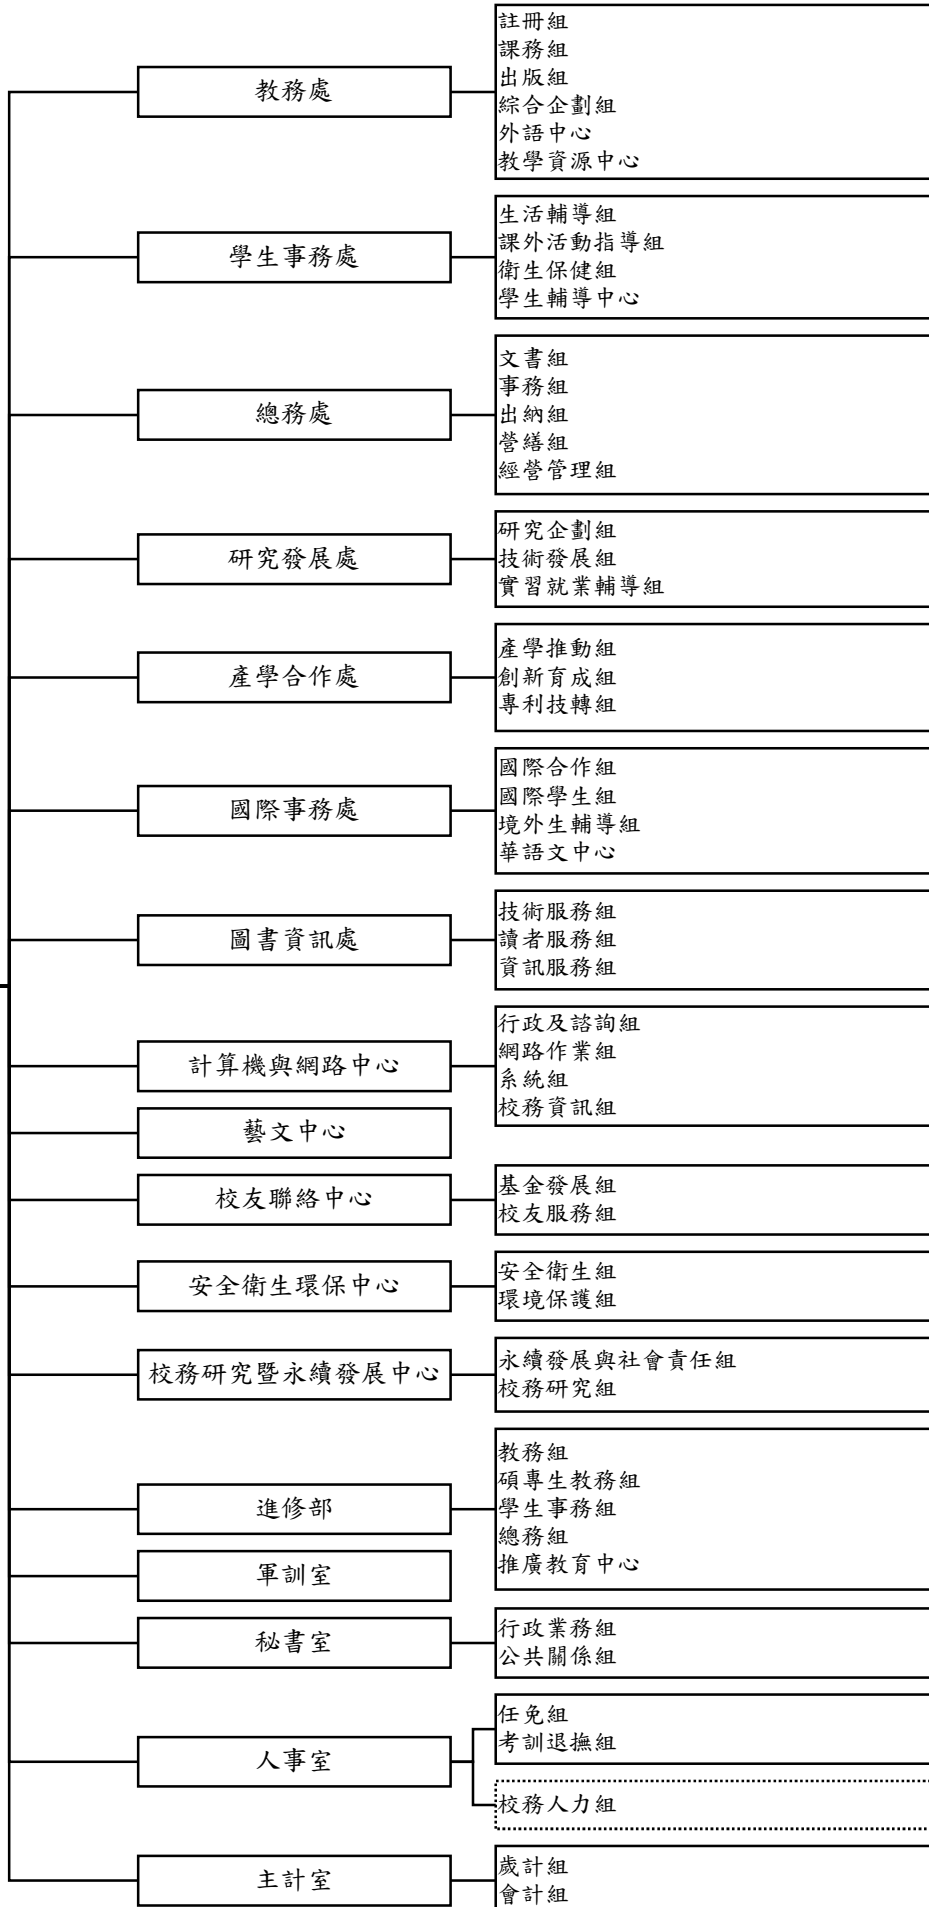 教務處
註冊組
課務組
出版組
綜合企劃組
外語中心
教學資源中心
學生事務處
生活輔導組
課外活動指導組
衛生保健組
學生輔導中心
總務處
文書組
事務組
出納組
營繕組
經營管理組
研究發展處
研究企劃組
技術發展組
實習就業輔導組
產學合作處
產學推動組
創新育成組
專利技轉組
國際事務處
國際合作組
國際學生組
境外生輔導組
華語文中心
圖書資訊處
技術服務組
讀者服務組
資訊服務組
計算機與網路中心
行政及諮詢組
網路作業組
系統組
校務資訊組
藝文中心
校友聯絡中心
基金發展組
校友服務組
安全衛生環保中心
安全衛生組
環境保護組
校務研究暨永續發展中心
永續發展與社會責任組
校務研究組
進修部
教務組
碩專生教務組
學生事務組
總務組
推廣教育中心
軍訓室
秘書室
行政業務組
公共關係組
人事室
任免組
考訓退撫組
校務人力組
主計室
歲計組
會計組